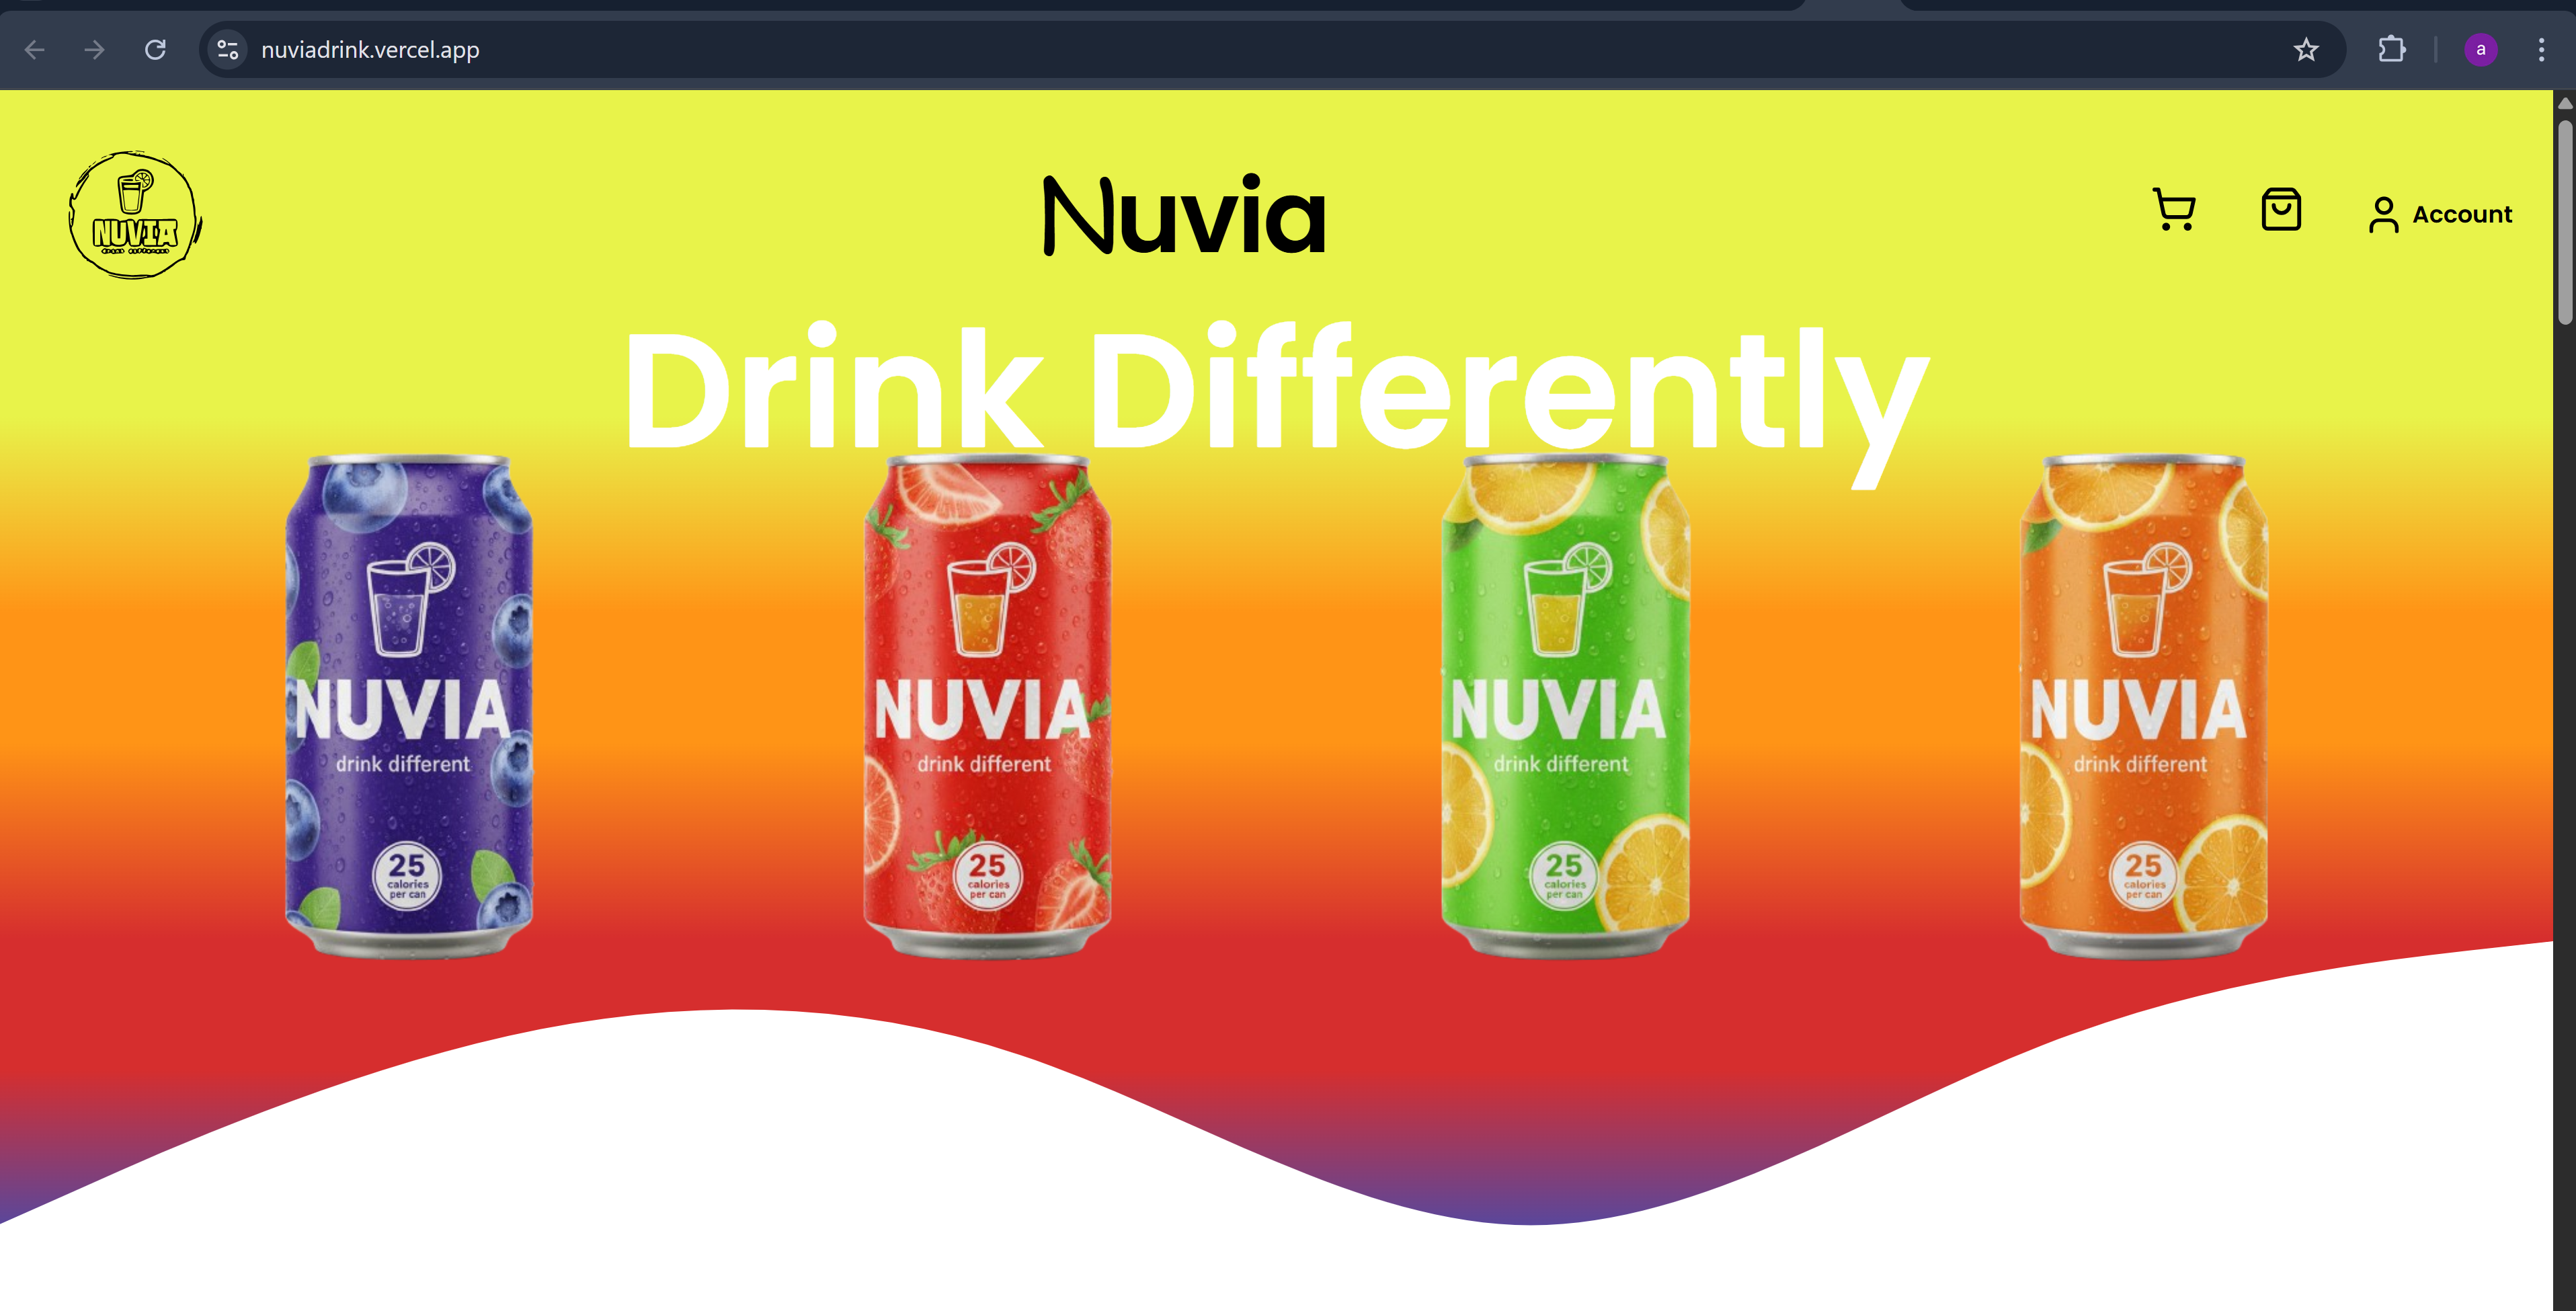 nuviadrink.vercel.app
a
NUVIA
Nuvia
Account
Drink Differently
NUVIA
drink different
25
calories
per can
NUVIA
drink different
25
calories
per can
NUVIA
drink different
25
calories
per can
NUVIA
drink different
25
calories
per can